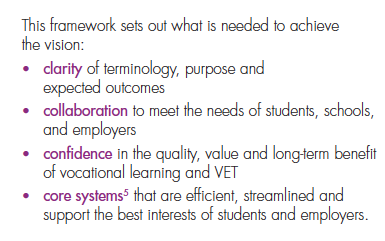 This framework sets out what is needed to achieve
the vision:
• clarity of terminology, purpose and
expected outcomes
• collaboration to meet the needs of students, schools,
and employers
• confidence in the quality, value and long-term benefit
of vocational learning and VET
• core systems⁵ that are efficient, streamlined and
support the best interests of students and employers.